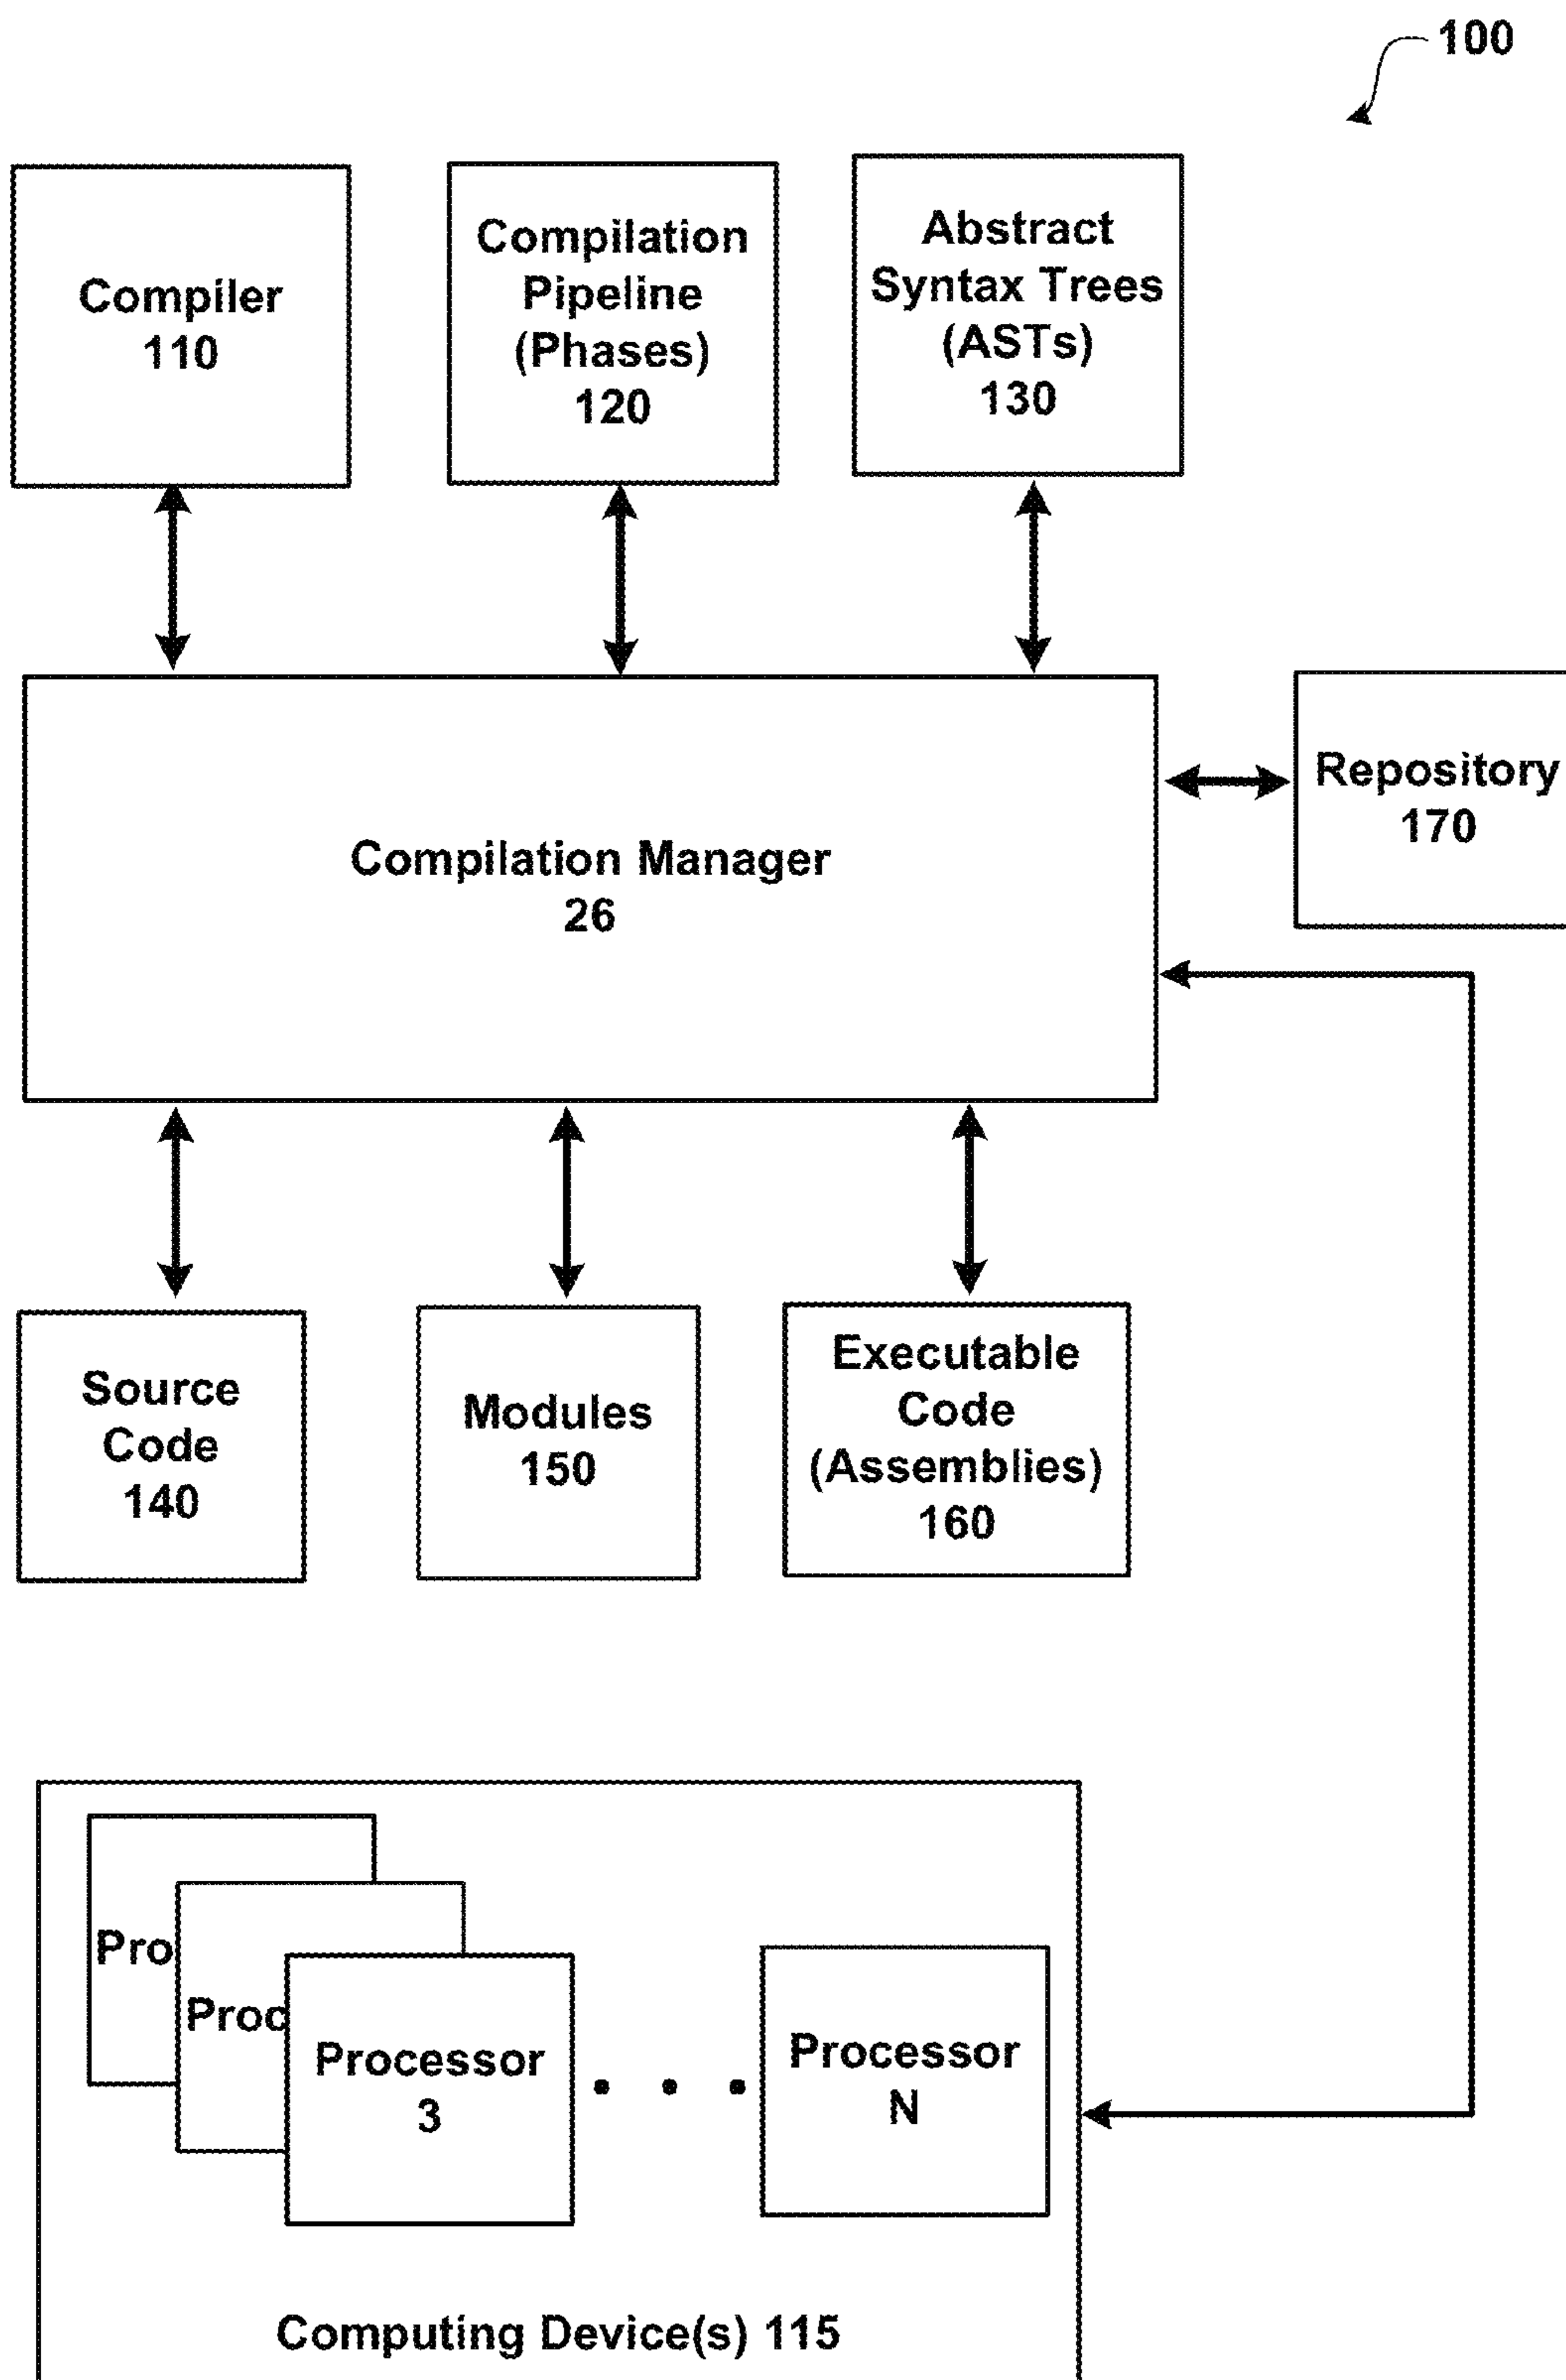 100
Compiler
110
Compilation
Pipeline
(Phases)
120
Abstract
Syntax Trees
(ASTs)
130
Compilation Manager
26
Repository
170
Source
Code
140
Modules
150
Executable
Code
(Assemblies)
160
Pro
Proc
Processor
3
. . .
Processor
N
Computing Device(s) 115